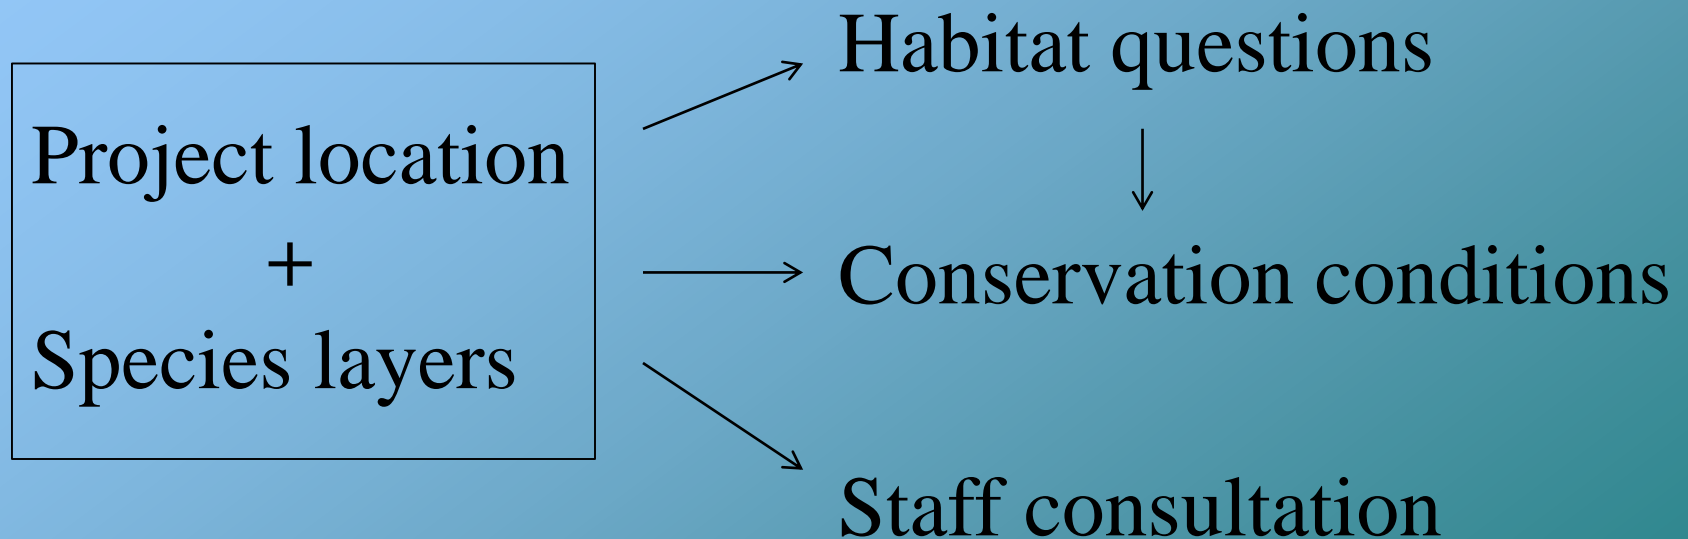 Project location
+
Species layers
Habitat questions
Conservation conditions
Staff consultation